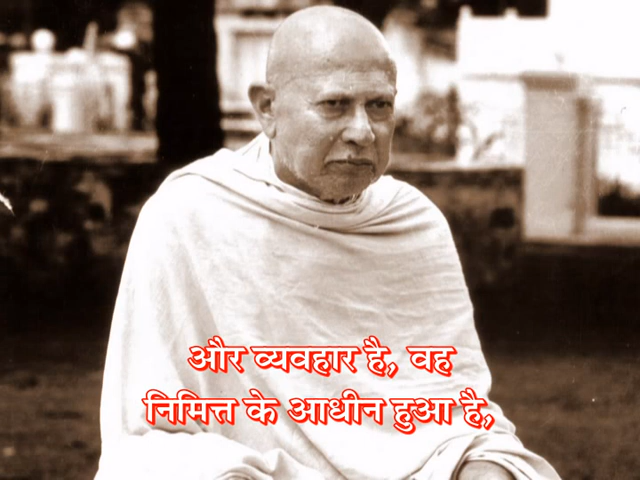 और व्यवहार है, वह
निमित्त के आधीन हुआ है,